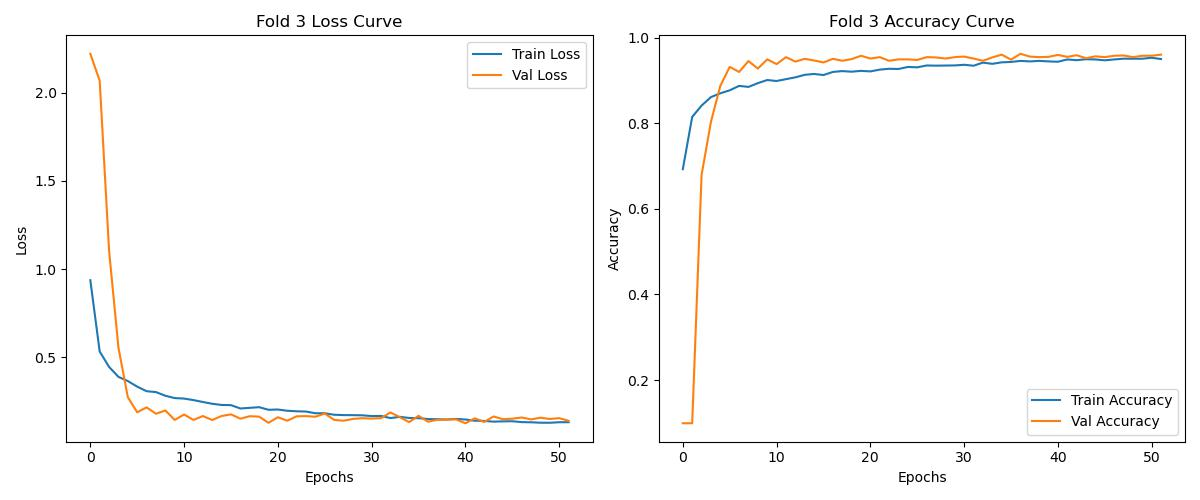 Fold 3 Loss Curve
Train Loss
Val Loss
2.0
1.5
1.0
0.5
Loss
0 10 20 30 40 50
Epochs
Fold 3 Accuracy Curve
1.0
0.8
0.6
0.4
0.2
Accuracy
Train Accuracy
Val Accuracy
0 10 20 30 40 50
Epochs